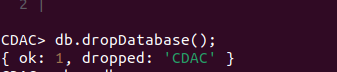 2
CDAC> db.dropDatabase();
{ ok: 1, dropped: 'CDAC' }